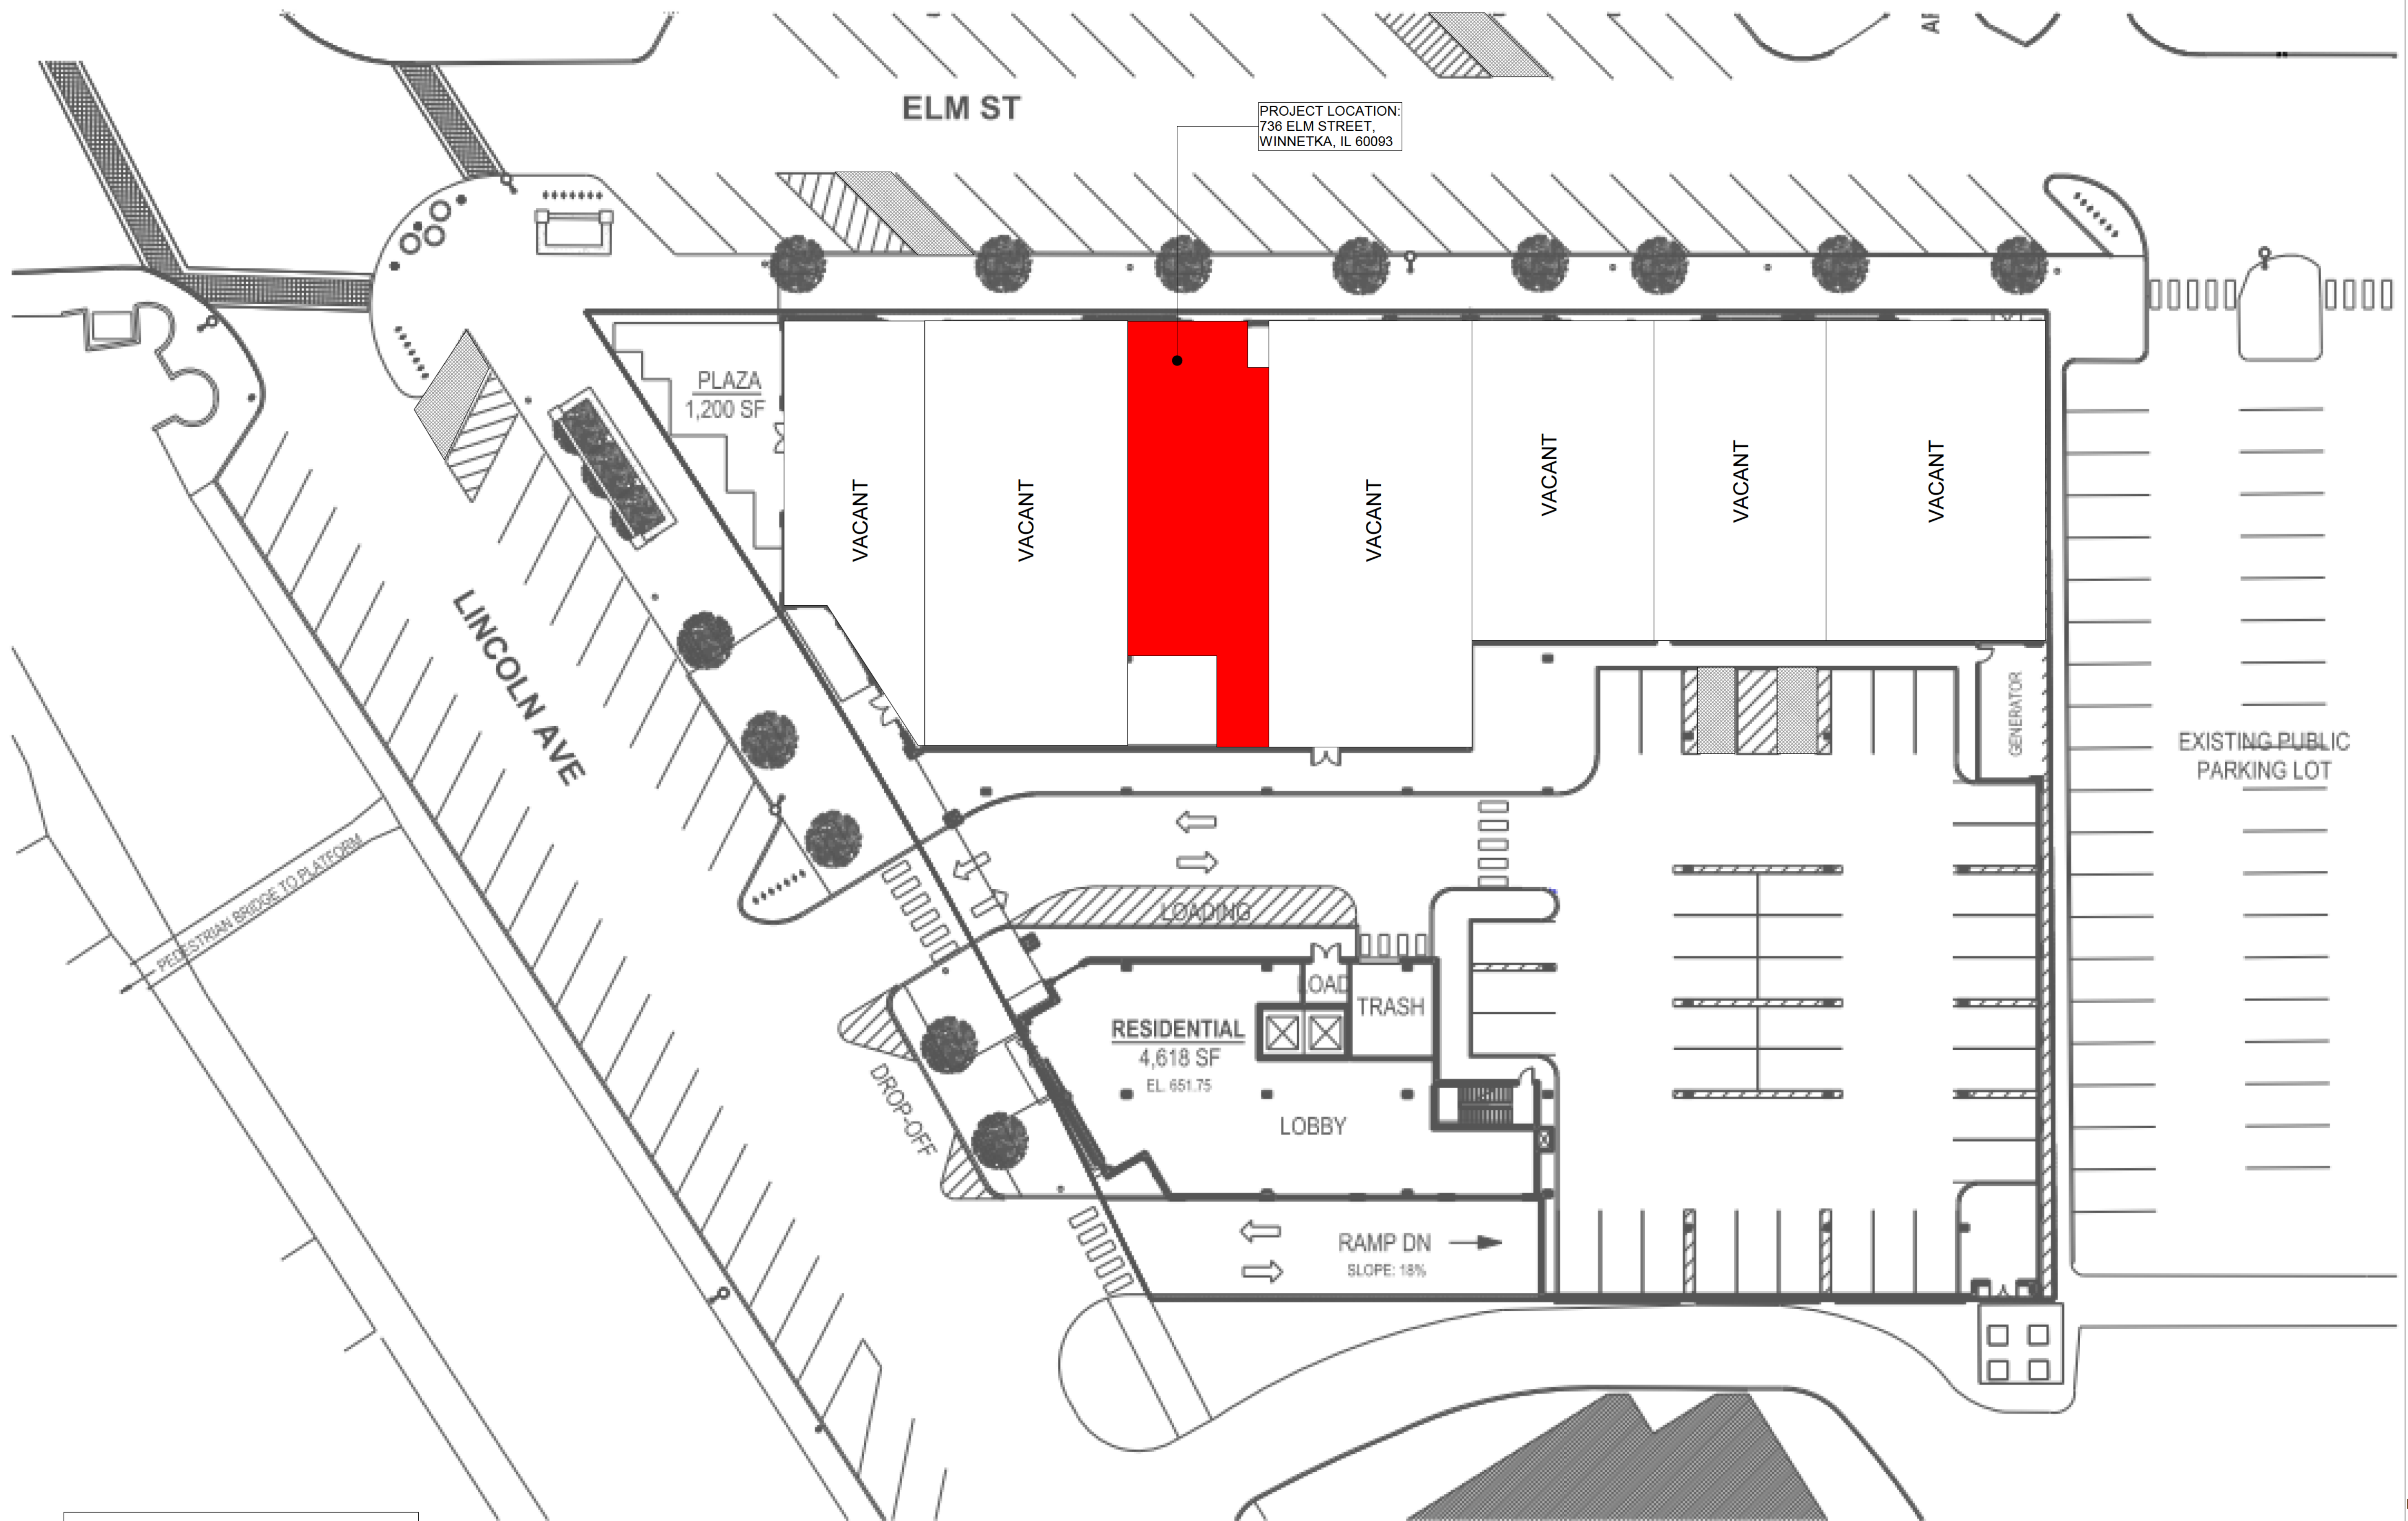 ELM ST
PROJECT LOCATION:
736 ELM STREET,
WINNETKA, IL 60093
PLAZA
1,200 SF
VACANT
VACANT
VACANT
VACANT
VACANT
VACANT
LINCOLN AVE
GENERATOR
EXISTING PUBLIC
PARKING LOT
PEDESTRIAN BRIDGE TO PLATFORM
LOADING
LOAD
TRASH
RESIDENTIAL
4,618 SF
EL. 651.75
LOBBY
DROP-OFF
RAMP DN
SLOPE: 18%